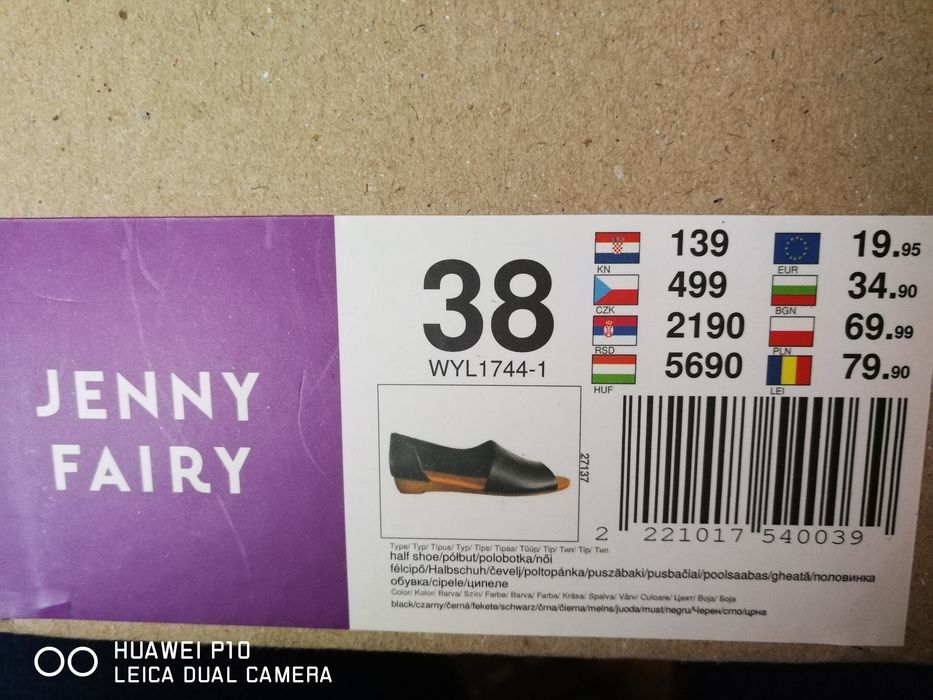 JENNY
FAIRY
38
WYL1744-1
KN 139
CZK 499
RSD 2190
HUF 5690
EUR 19.95
BGN 34.90
PLN 69.99
LEI 79.90
27137
2 221017 540039
Type/ Typ/ Típus/ Typ/ Tips/ Tipas/ Tüüp/ Tip/ Тип/ Tip/ Тип
half shoe/półbut/polobotka/női
félcipő/Halbschuh/čevelj/poltopánka/puszābaki/pusbačiai/poolsaabas/gheată/половинка
обувка/cipele/ципеле
Color/ Kolor/ Barva/ Szín/ Farbe/ Barva/ Farba/ Krāsa/ Spalva/ Värv/ Culoare/ Цвят/ Boja/ Боја
black/czarny/černá/fekete/schwarz/črna/čierna/melns/juoda/must/negru/Черен/crno/црна
HUAWEI P10
LEICA DUAL CAMERA